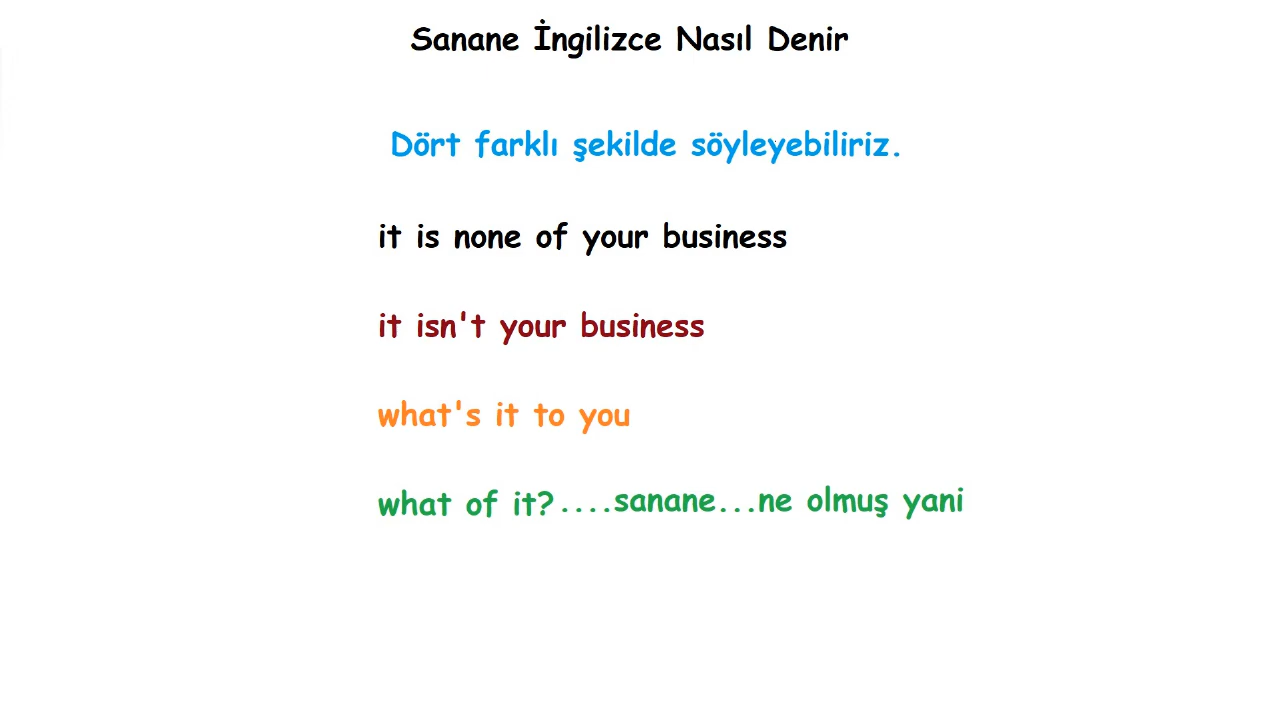 Sanane İngilizce Nasıl Denir
Dört farklı şekilde söyleyebiliriz.
it is none of your business
it isn't your business
what's it to you
what of it?....sanane...ne olmuş yani